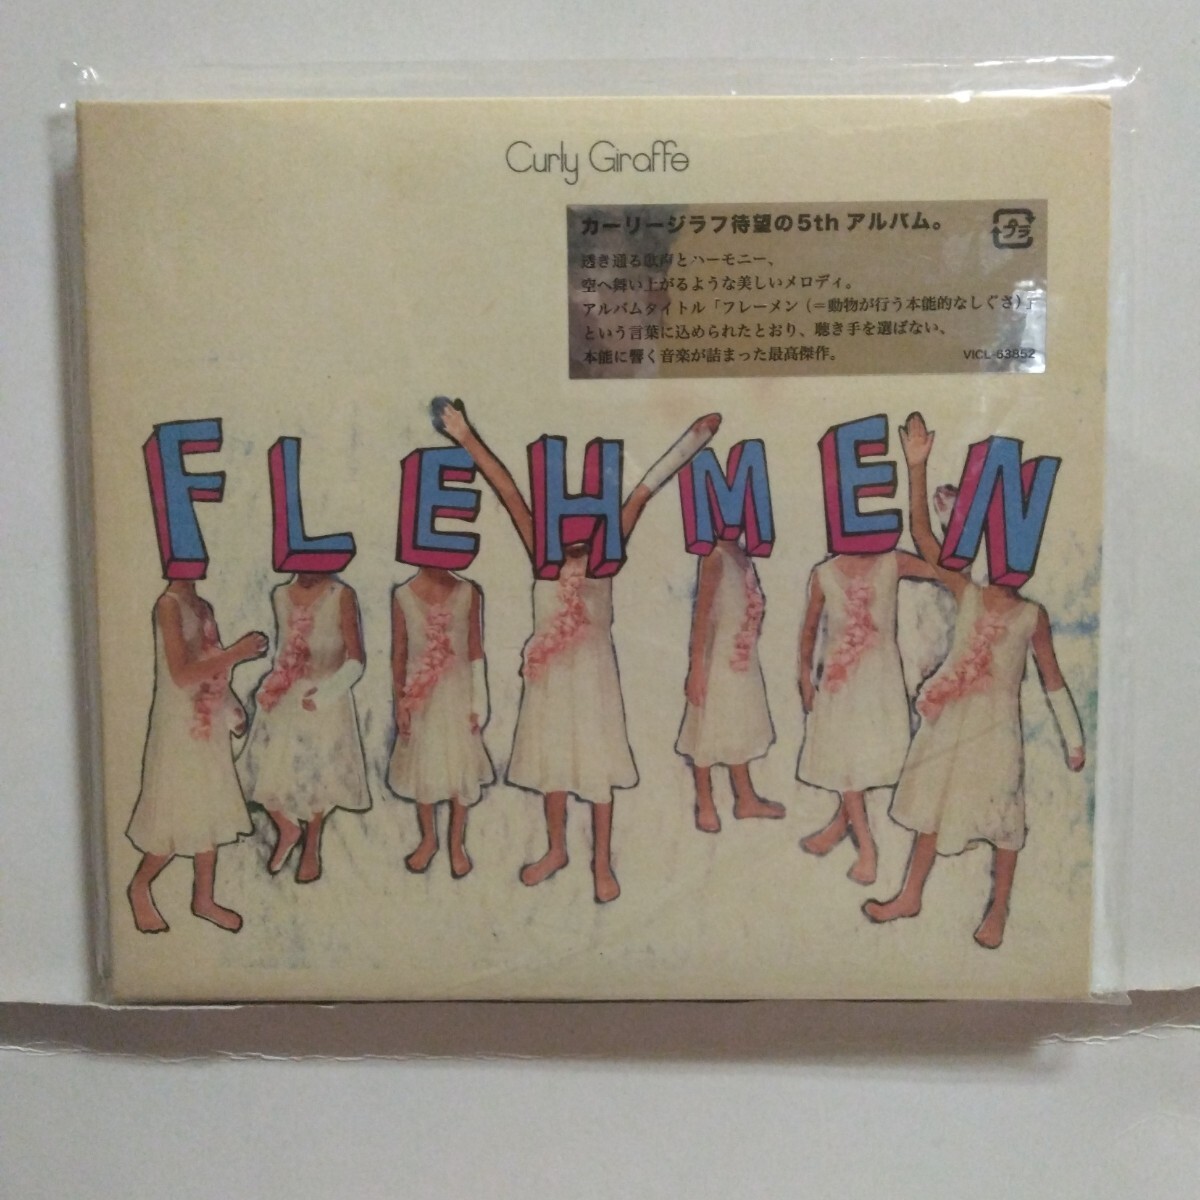 Curly Giraffe
カーリージラフ待望の5th アルバム。
プラ
透き通る歌声とハーモニー、
空へ舞い上がるような美しいメロディ。
アルバムタイトル「フレーメン (＝動物が行う本能的なしぐさ)」
という言葉に込められたとおり、聴き手を選ばない、
本能に響く音楽が詰まった最高傑作。
VICL-63852
FLEHMEN